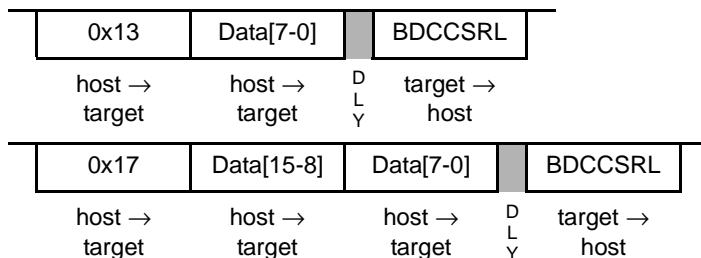 0x13 Data[7-0] BDCCSRL
host → host → D target →
target target L host
Y
0x17 Data[15-8] Data[7-0] BDCCSRL
host → host → host → D target →
target target target L host
Y